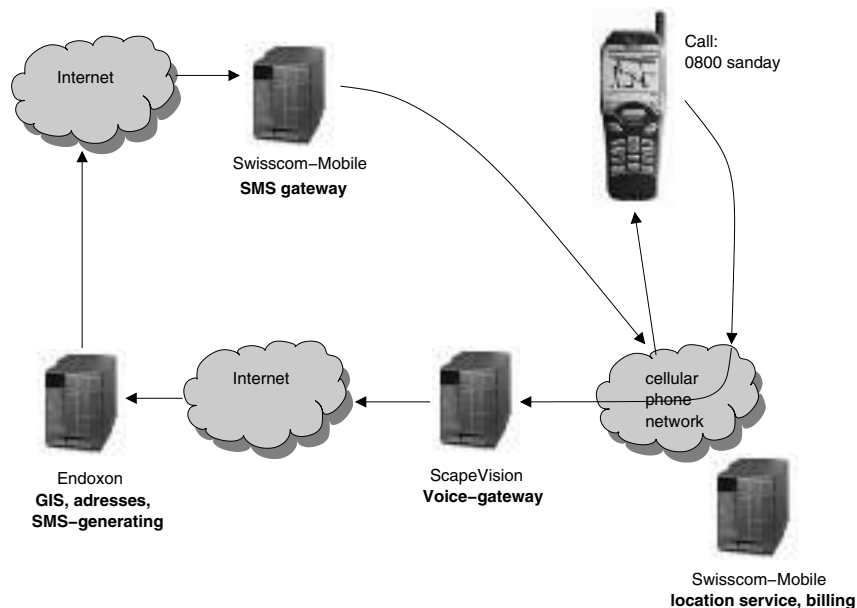 Internet
Call:
0800 sanday
Swisscom–Mobile
SMS gateway
Internet
cellular
phone
network
Endoxon
GIS, adresses,
SMS–generating
ScapeVision
Voice–gateway
Swisscom–Mobile
location service, billing